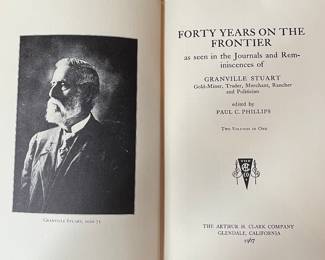 FORTY YEARS ON THE
FRONTIER
as seen in the Journals and Rem-
iniscences of
GRANVILLE STUART
Gold-Miner, Trader, Merchant, Rancher
and Politician
edited by
PAUL C. PHILLIPS
TWO VOLUMES IN ONE
THE
THE ARTHUR H. CLARK COMPANY
GLENDALE, CALIFORNIA
1967
GRANVILLE STUART,